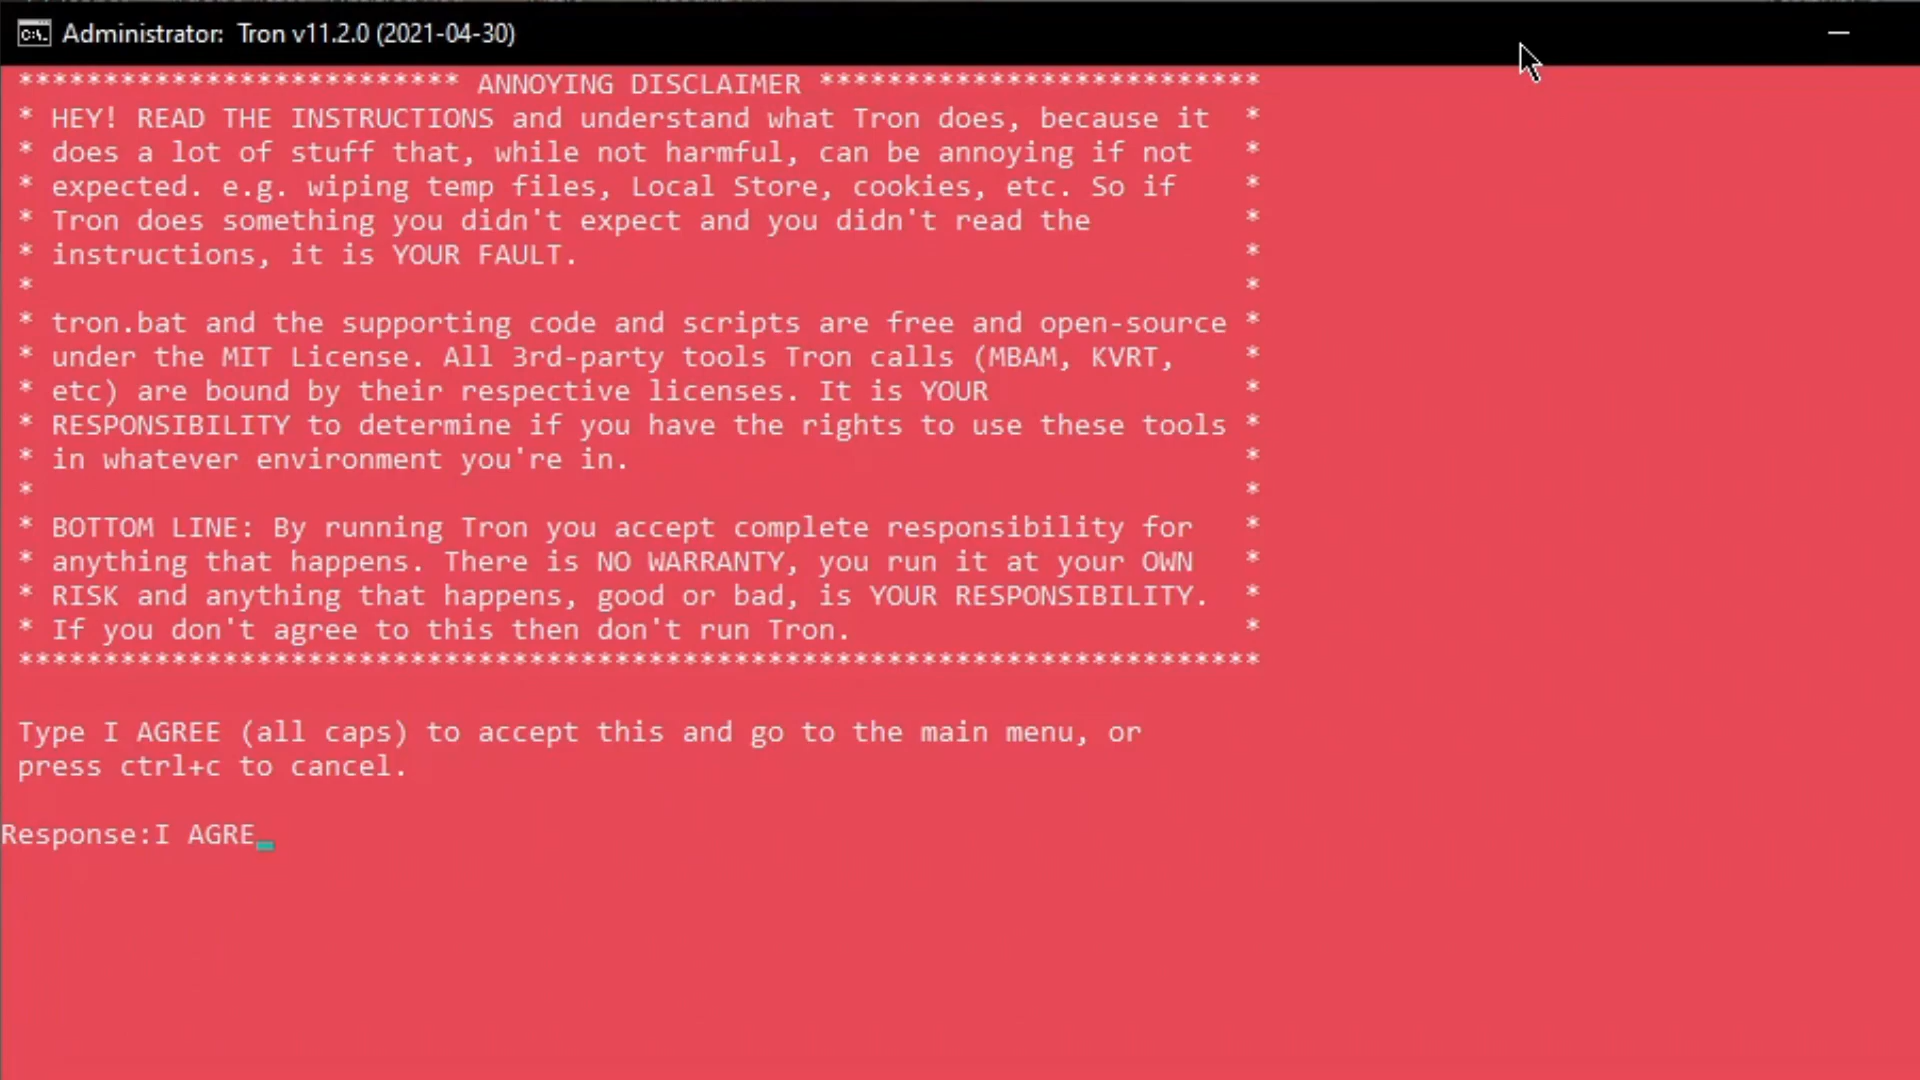 Administrator:  Tron v11.2.0 (2021-04-30)
************************** ANNOYING DISCLAIMER **************************
* HEY! READ THE INSTRUCTIONS and understand what Tron does, because it  *
* does a lot of stuff that, while not harmful, can be annoying if not   *
* expected. e.g. wiping temp files, Local Store, cookies, etc. So if    *
* Tron does something you didn't expect and you didn't read the         *
* instructions, it is YOUR FAULT.                                       *
*                                                                       *
* tron.bat and the supporting code and scripts are free and open-source *
* under the MIT License. All 3rd-party tools Tron calls (MBAM, KVRT,    *
* etc) are bound by their respective licenses. It is YOUR               *
* RESPONSIBILITY to determine if you have the rights to use these tools *
* in whatever environment you're in.                                    *
*                                                                       *
* BOTTOM LINE: By running Tron you accept complete responsibility for   *
* anything that happens. There is NO WARRANTY, you run it at your OWN   *
* RISK and anything that happens, good or bad, is YOUR RESPONSIBILITY.  *
* If you don't agree to this then don't run Tron.                       *
*************************************************************************
Type I AGREE (all caps) to accept this and go to the main menu, or
press ctrl+c to cancel.
Response:I AGRE